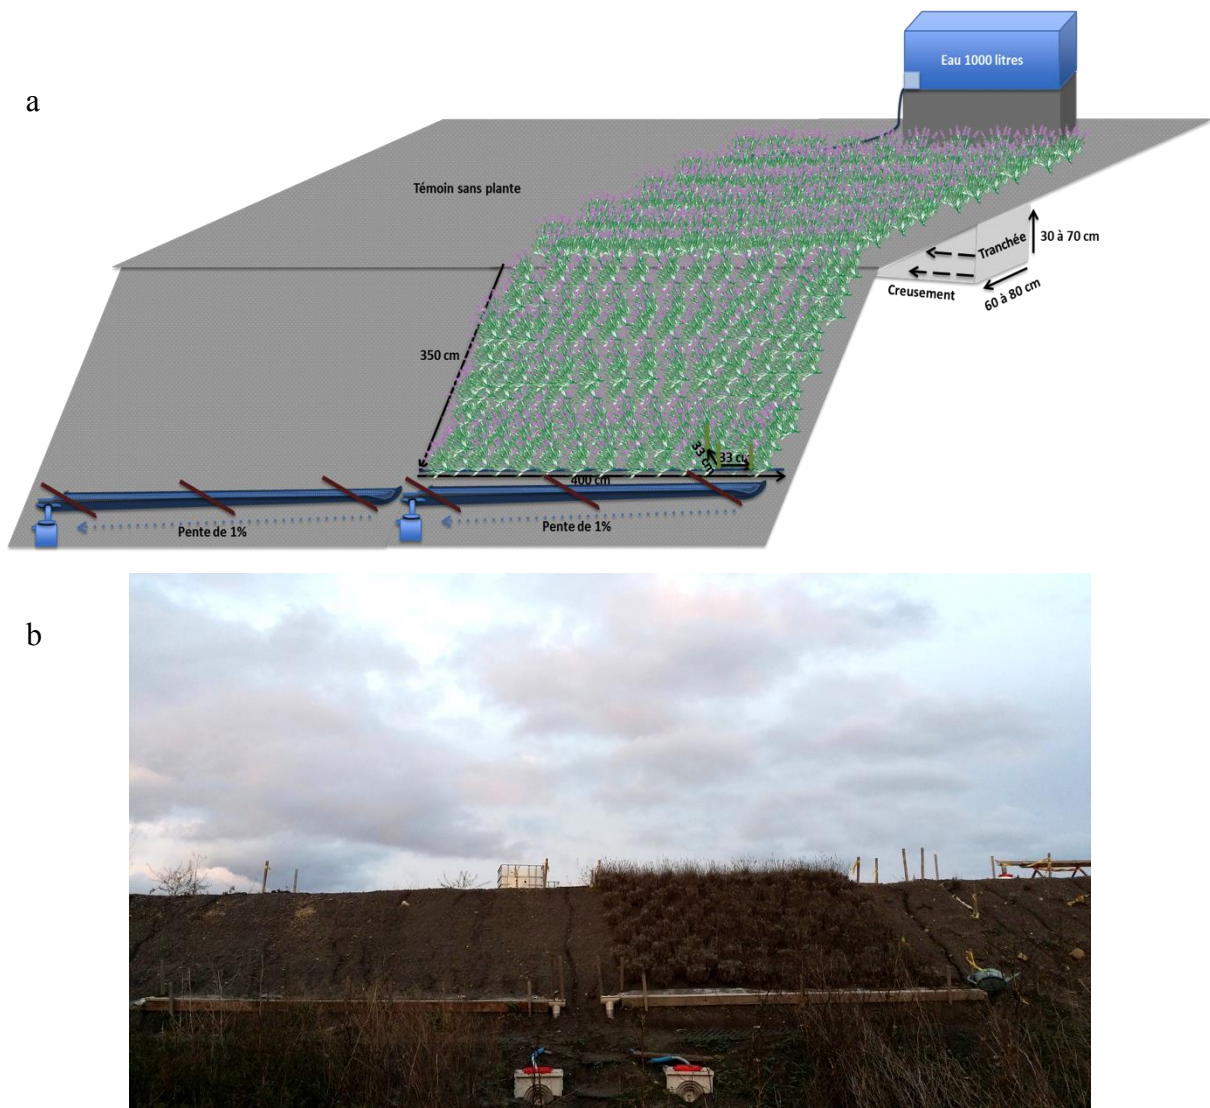 a
Eau 1000 litres
Témoin sans plante
Tranchée
30 à 70 cm
Creusement
60 à 80 cm
350 cm
33 cm
33 c
400 cm
Pente de 1%
Pente de 1%
b